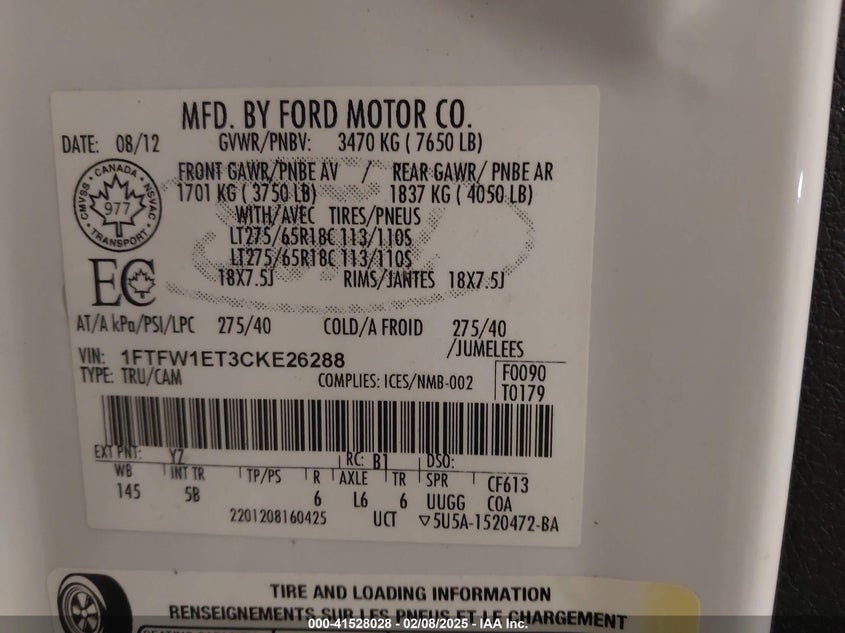 MFD. BY FORD MOTOR CO.
DATE: 08/12 GVWR/PNBV: 3470 KG ( 7650 LB)
FRONT GAWR/PNBE AV / REAR GAWR/ PNBE AR
1701 KG ( 3750 LB) 1837 KG ( 4050 LB)
WITH/AVEC TIRES/PNEUS
LT275/65R18C 113/110S
LT275/65R18C 113/110S
18X7.5J RIMS/JANTES 18X7.5J
CANADA
CMVSS NSVAC
977
TRANSPORT
EC
AT/A kPa/PSI/LPC 275/40 COLD/A FROID 275/40
/JUMELEES
VIN: 1FTFW1ET3CKE26288
TYPE: TRU/CAM COMPLIES: ICES/NMB-002 F0090
T0179
EXT PNT: YZ RC: B1 DSO:
WB INT TR TP/PS R AXLE TR SPR CF613
145 5B 6 L6 6 UUGG COA
2201208160425 UCT ▽5U5A-1520472-BA
TIRE AND LOADING INFORMATION
RENSEIGNEMENTS SUR LES PNEUS ET LE CHARGEMENT
000-41528028 - 02/08/2025 - IAA Inc.